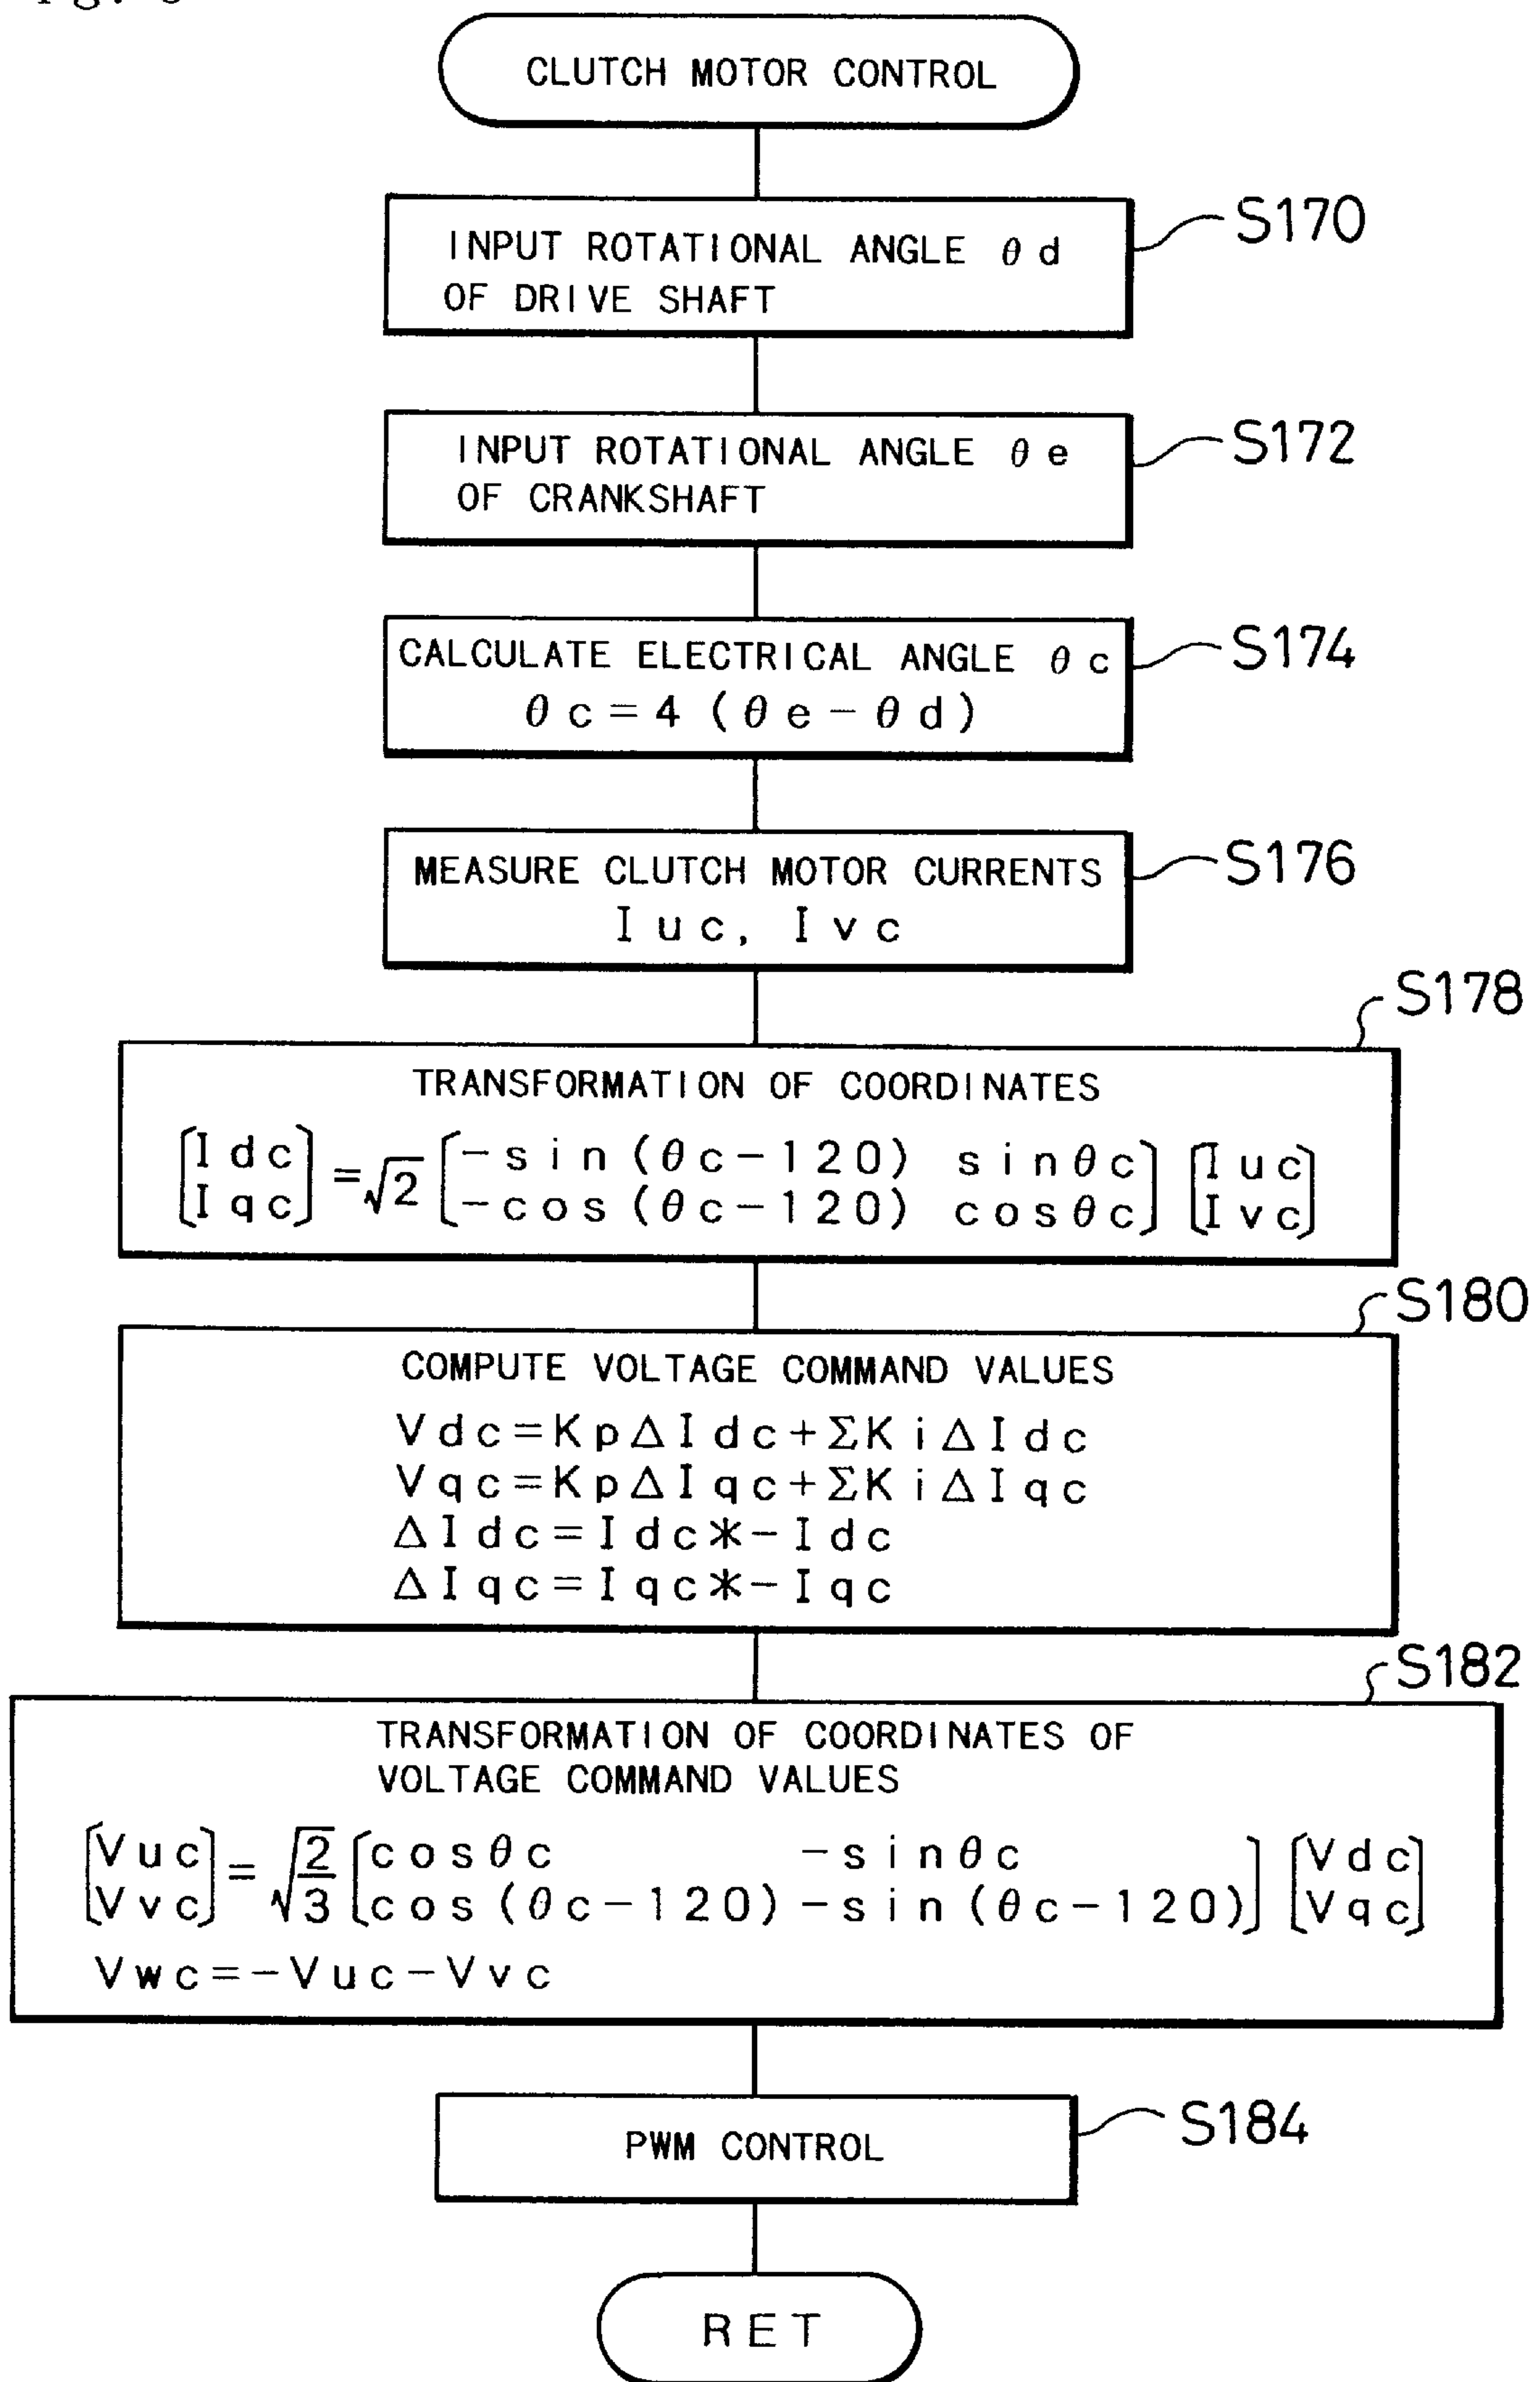 CLUTCH MOTOR CONTROL
S170
INPUT ROTATIONAL ANGLE θd
OF DRIVE SHAFT
S172
INPUT ROTATIONAL ANGLE θe
OF CRANKSHAFT
S174
CALCULATE ELECTRICAL ANGLE θc
θc=4(θe-θd)
S176
MEASURE CLUTCH MOTOR CURRENTS
Iuc, Ivc
S178
TRANSFORMATION OF COORDINATES
[Idc] =√2 [-sin(θc-120) sinθc] [Iuc]
[Iqc] [-cos(θc-120) cosθc] [Ivc]
S180
COMPUTE VOLTAGE COMMAND VALUES
Vdc=KpΔIdc+ΣKiΔIdc
Vqc=KpΔIqc+ΣKiΔIqc
ΔIdc=Idc*-Idc
ΔIqc=Iqc*-Iqc
S182
TRANSFORMATION OF COORDINATES OF
VOLTAGE COMMAND VALUES
[Vuc] = √2/3 [cosθc -sinθc] [Vdc]
[Vvc] [cos(θc-120) -sin(θc-120)] [Vqc]
Vwc=-Vuc-Vvc
S184
PWM CONTROL
RET